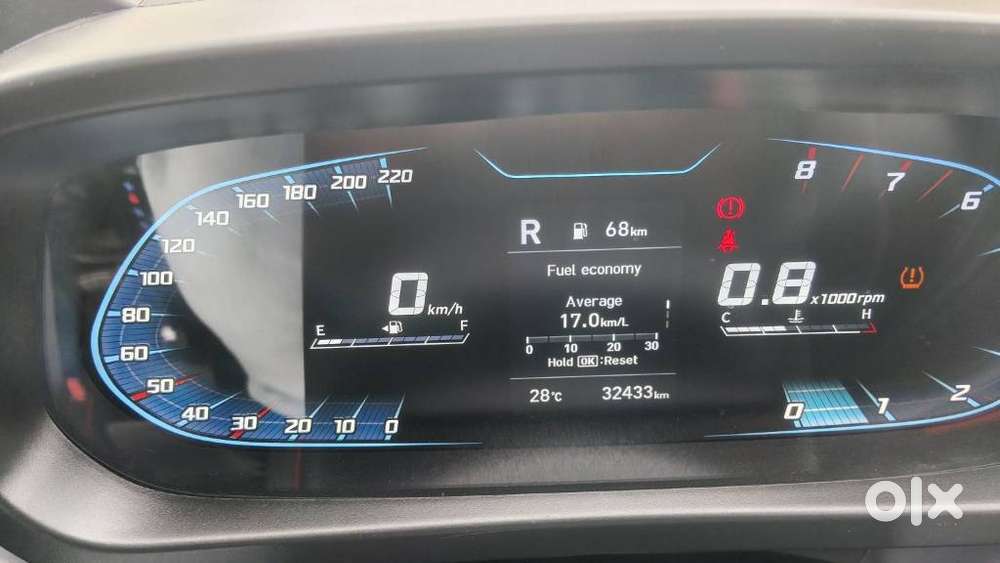 220
200
180
160
140
120
100
80
60
50
40
30
20
10
0
0 km/h
E F
R 68km
Fuel economy
Average
17.0km/L
0 10 20 30
Hold OK:Reset
28°C 32433km
8
7
6
0.8 x1000rpm
C H
0
1
2
olx